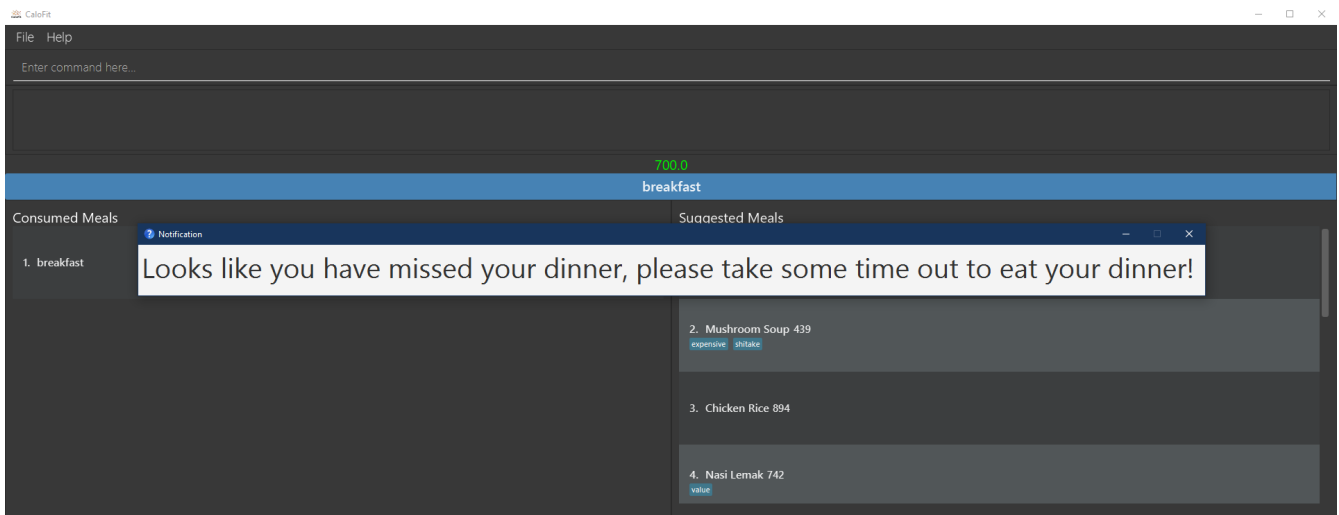 CaloFit
File Help
Enter command here...
700.0
breakfast
Consumed Meals
Suggested Meals
Notification
Looks like you have missed your dinner, please take some time out to eat your dinner!
1. breakfast
2. Mushroom Soup 439
expensive shitake
3. Chicken Rice 894
4. Nasi Lemak 742
value